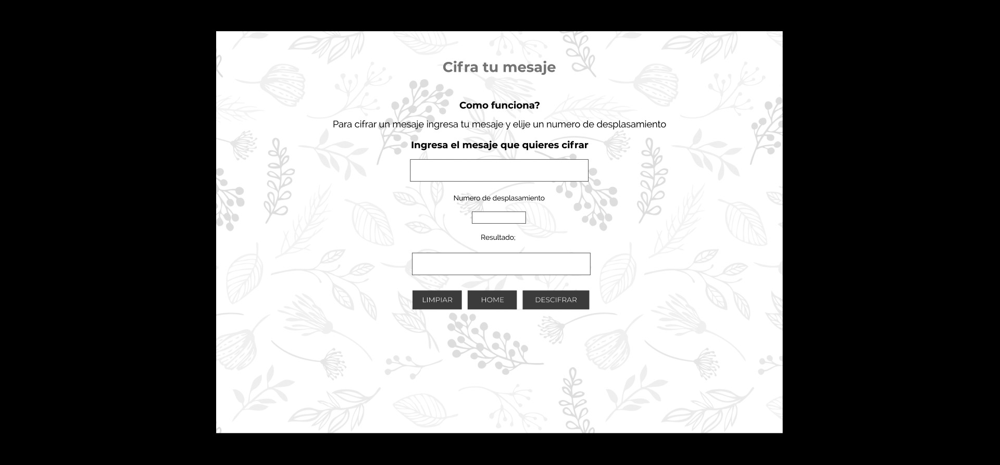 Cifra tu mesaje
Como funciona?
Para cifrar un mesaje ingresa tu mesaje y elije un numero de desplasamiento
Ingresa el mesaje que quieres cifrar
Numero de desplasamiento
Resultado;
LIMPIAR HOME DESCIFRAR